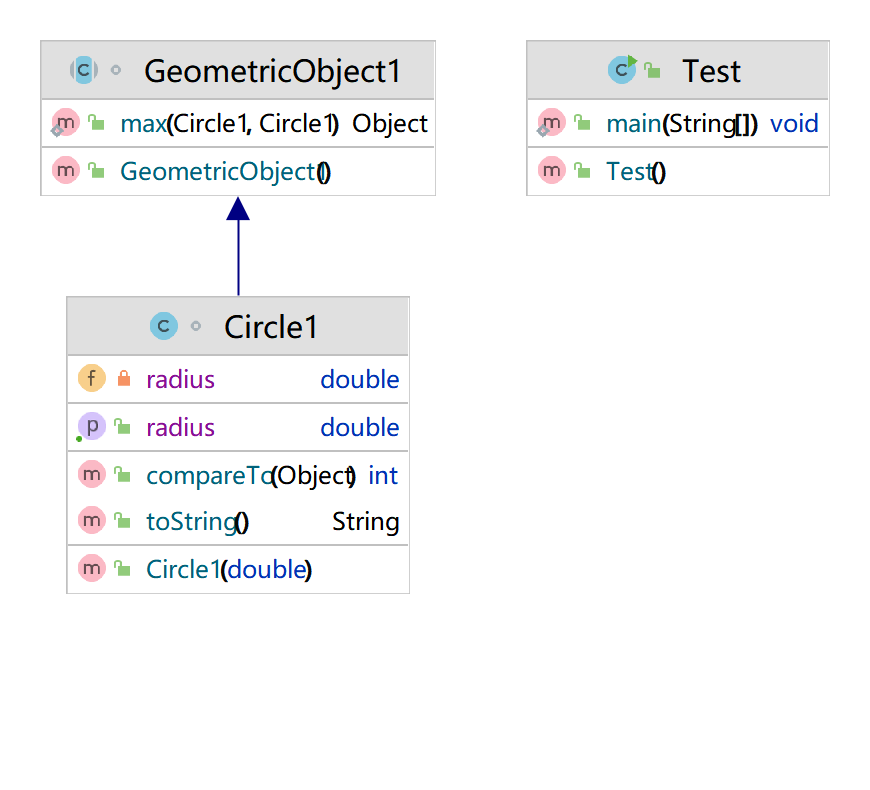 GeometricObject1
max(Circle1, Circle1) Object
GeometricObject1()
Test
main(String[]) void
Test()
Circle1
radius double
radius double
compareTo(Object) int
toString() String
Circle1(double)